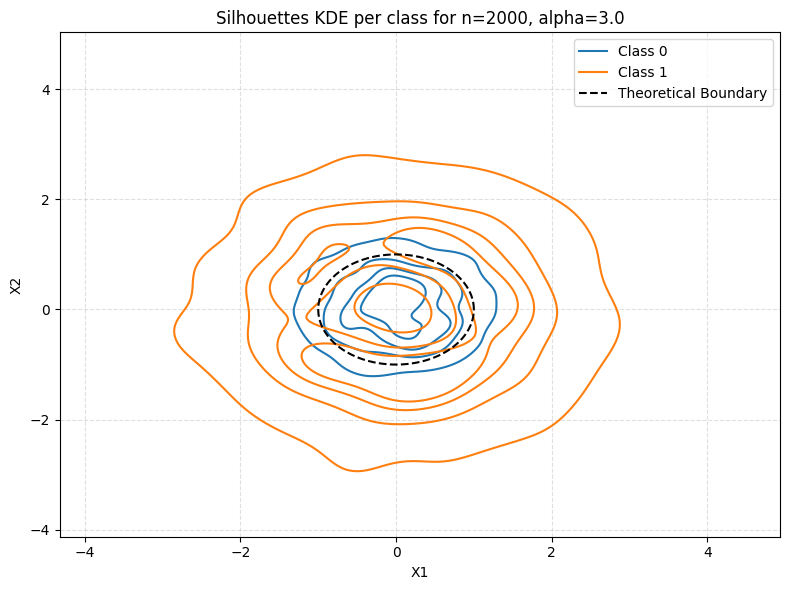 Silhouettes KDE per class for n=2000, alpha=3.0
Class 0
Class 1
Theoretical Boundary
4
2
0
−2
−4
X2
−4 −2 0 2 4
X1